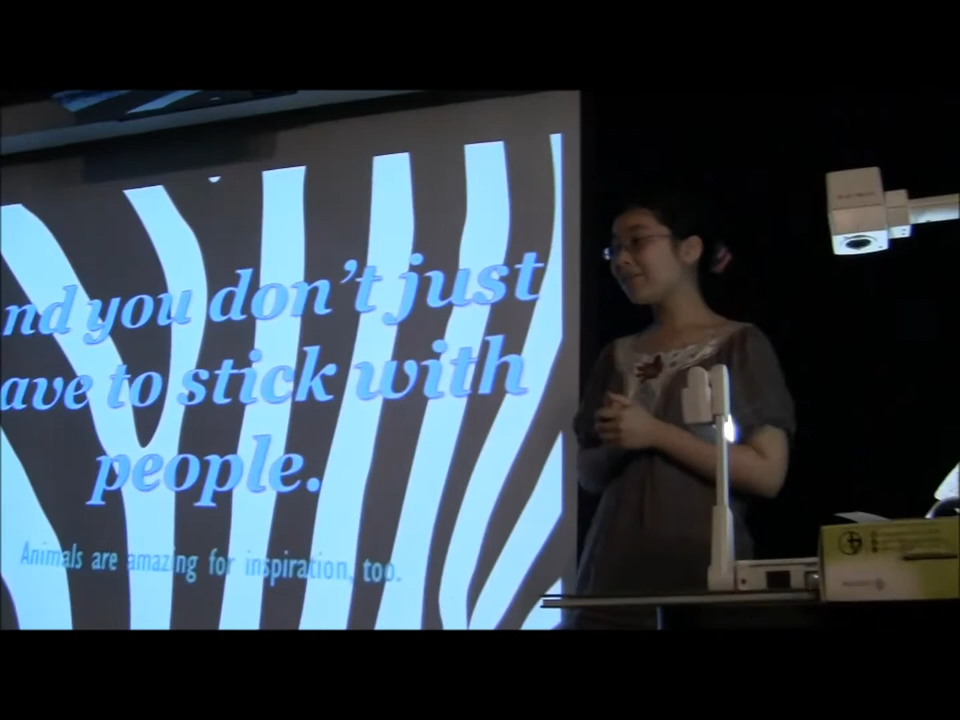 nd you don't just
ave to stick with
people.
Animals are amazing for inspiration, too.